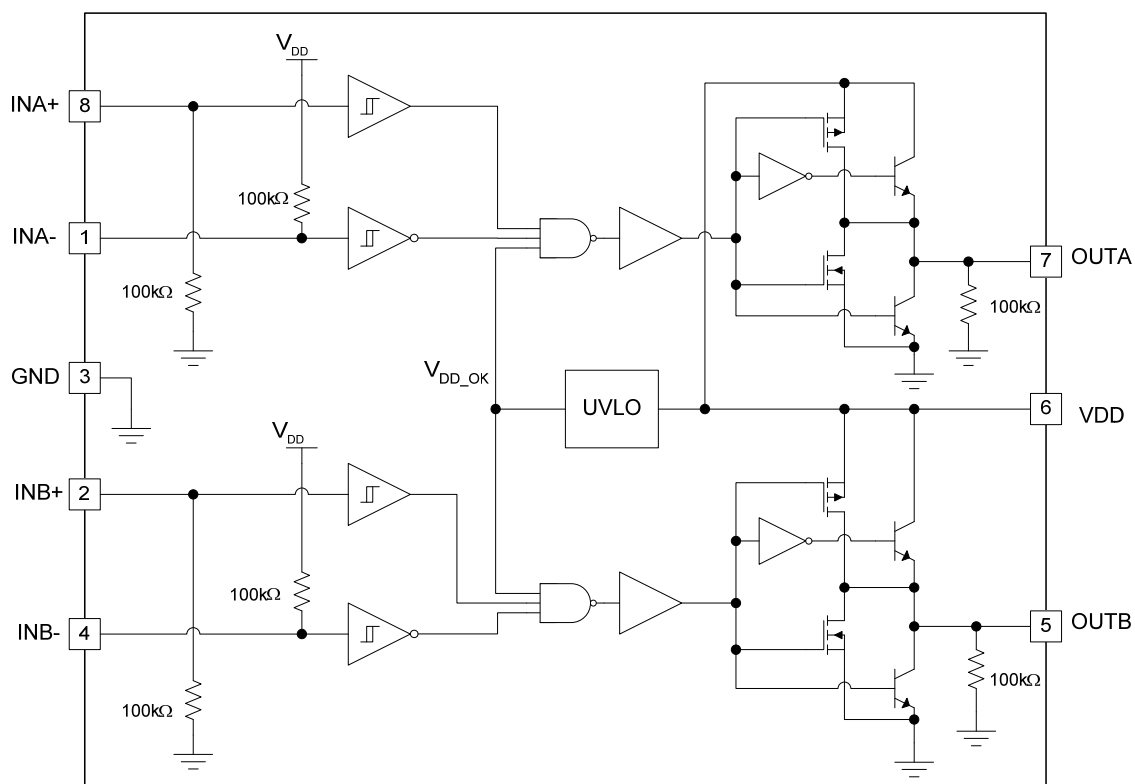 V DD
INA+
8
100kΩ
INA-
1
100kΩ
OUTA
7
100kΩ
GND
3
V DD_OK
UVLO
6
VDD
V DD
INB+
2
100kΩ
INB-
4
100kΩ
OUTB
5
100kΩ